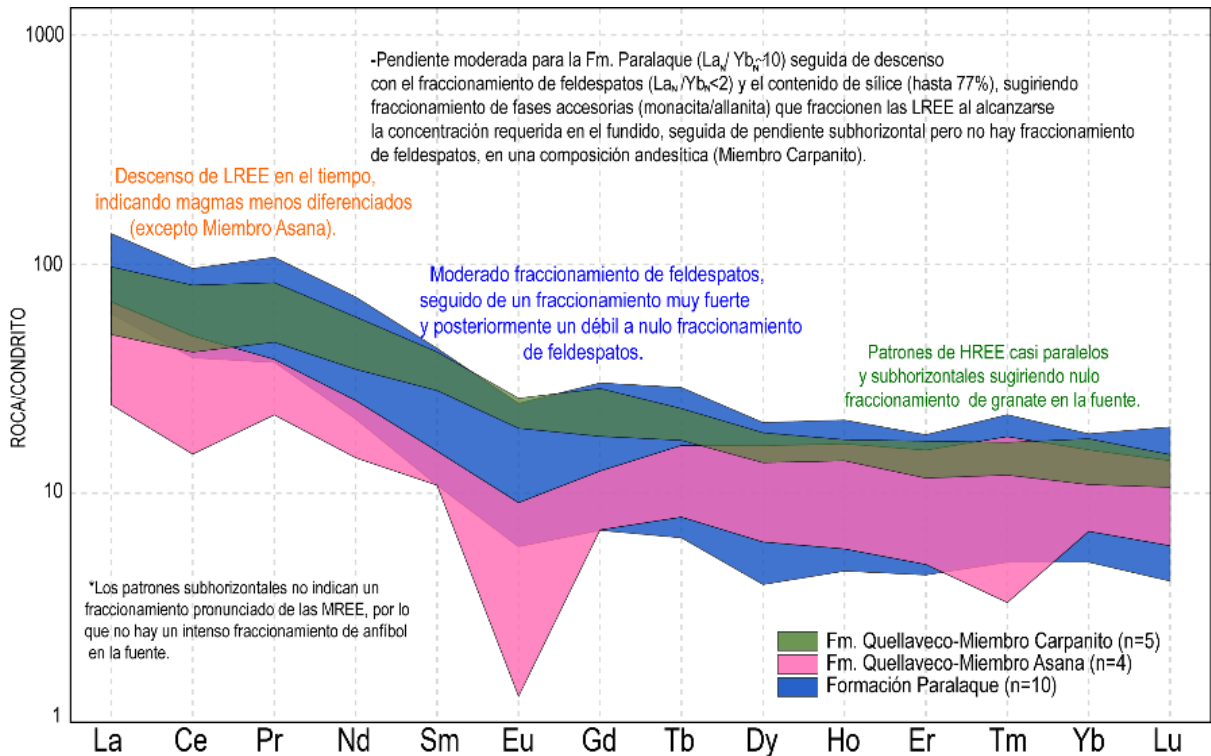 1000
-Pendiente moderada para la Fm. Paralaque (LaN/ YbN~10) seguida de descenso
con el fraccionamiento de feldespatos (LaN/YbN<2) y el contenido de sílice (hasta 77%), sugiriendo
fraccionamiento de fases accesorias (monacita/allanita) que fraccionen las LREE al alcanzarse
la concentración requerida en el fundido, seguida de pendiente subhorizontal pero no hay fraccionamiento
de feldespatos, en una composición andesítica (Miembro Carpanito).
Descenso de LREE en el tiempo,
indicando magmas menos diferenciados
(excepto Miembro Asana).
100
Moderado fraccionamiento de feldespatos,
seguido de un fraccionamiento muy fuerte
y posteriormente un débil a nulo fraccionamiento
de feldespatos.
Patrones de HREE casi paralelos
y subhorizontales sugiriendo nulo
fraccionamiento de granate en la fuente.
ROCA/CONDRITO
10
*Los patrones subhorizontales no indican un
fraccionamiento pronunciado de las MREE, por lo
que no hay un intenso fraccionamiento de anfíbol
en la fuente.
Fm. Quellaveco-Miembro Carpanito (n=5)
Fm. Quellaveco-Miembro Asana (n=4)
Formación Paralaque (n=10)
1
La Ce Pr Nd Sm Eu Gd Tb Dy Ho Er Tm Yb Lu